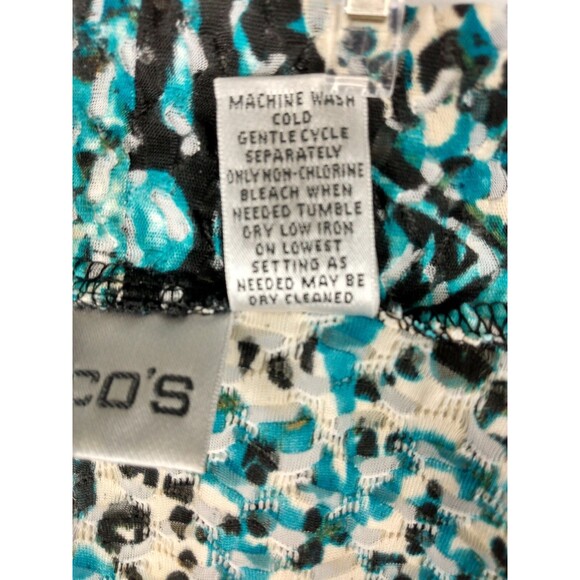 MACHINE WASH
COLD
GENTLE CYCLE
SEPARATELY
ONLY NON-CHLORINE
BLEACH WHEN
NEEDED TUMBLE
DRY LOW IRON
ON LOWEST
SETTING AS
NEEDED MAY BE
DRY CLEANED
CO'S